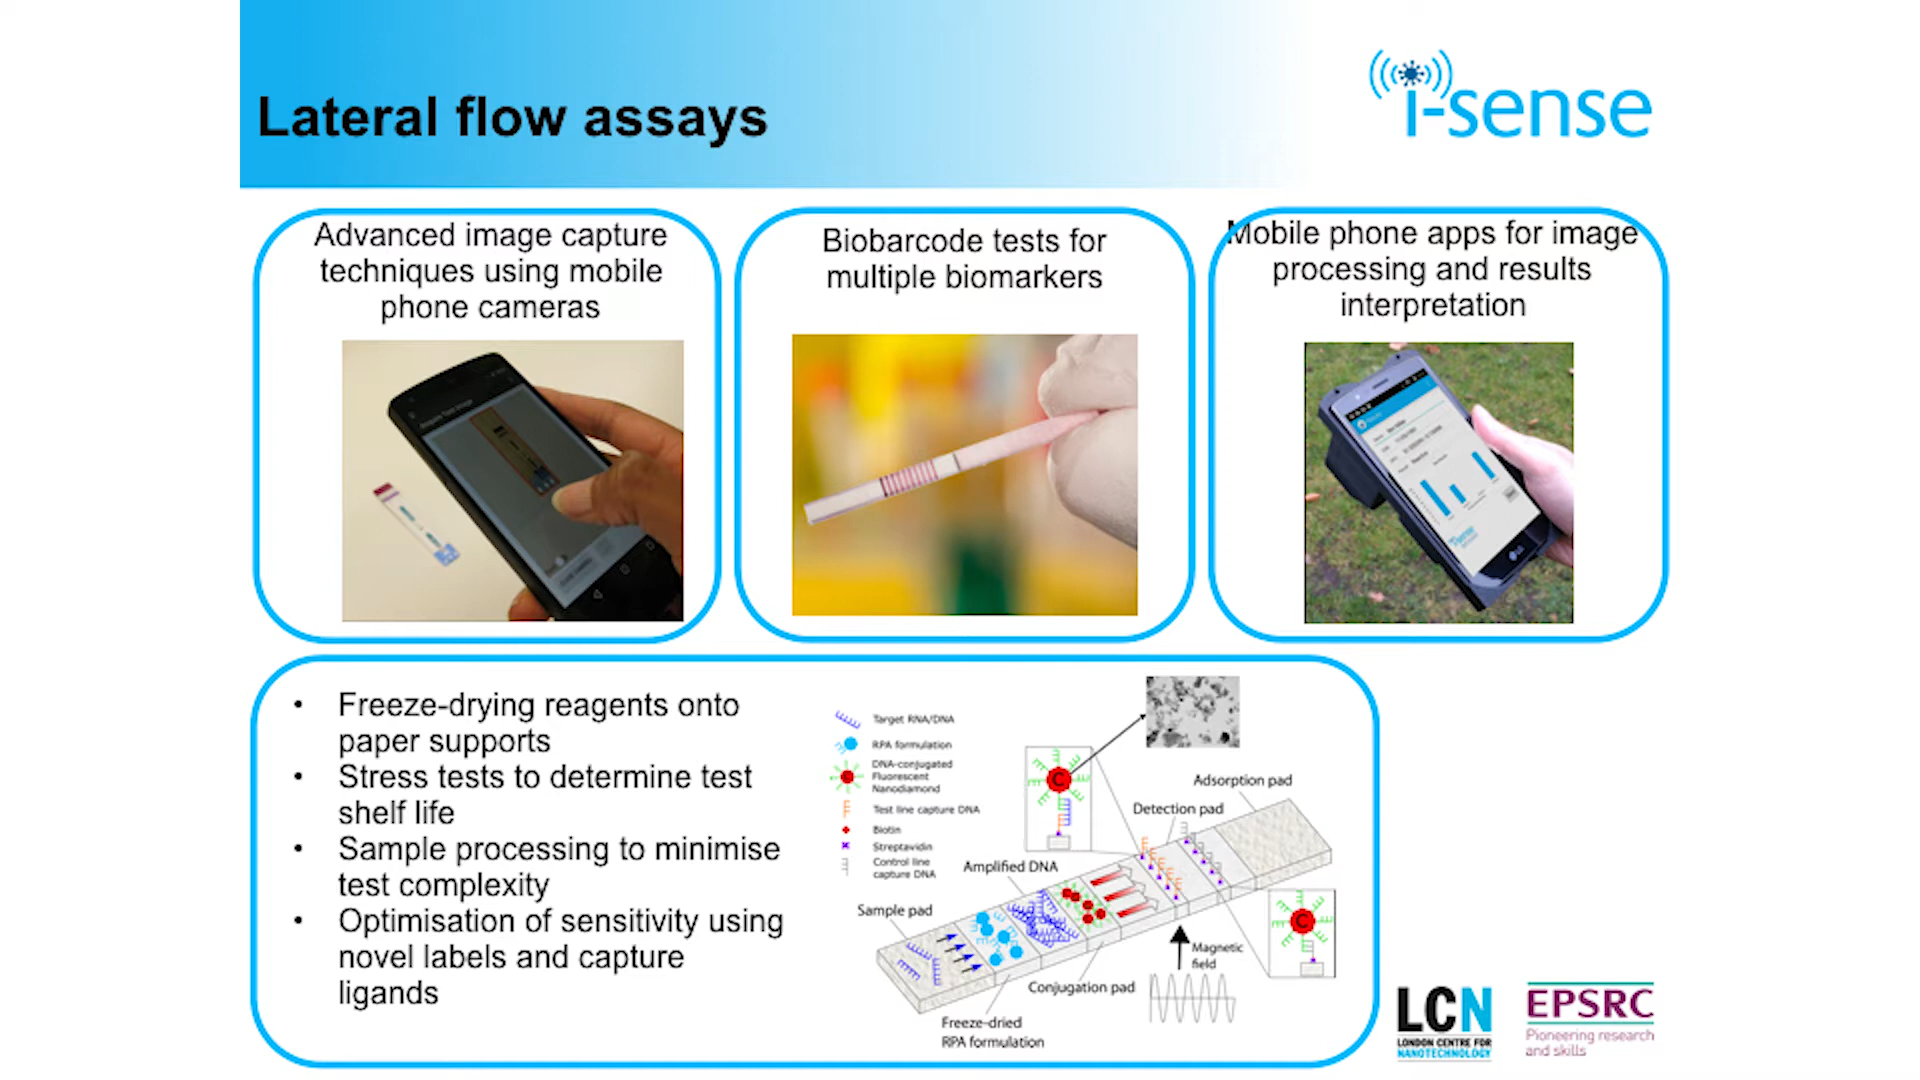 Lateral flow assays
i-sense
Advanced image capture
techniques using mobile
phone cameras
Biobarcode tests for
multiple biomarkers
Mobile phone apps for image
processing and results
interpretation
• Freeze-drying reagents onto
paper supports
• Stress tests to determine test
shelf life
• Sample processing to minimise
test complexity
• Optimisation of sensitivity using
novel labels and capture
ligands
Target RNA/DNA
RPA formulation
DNA-conjugated
Fluorescent
Nanodiamond
Test line capture DNA
Biotin
Streptavidin
Control line
capture DNA
C
Adsorption pad
Detection pad
Amplified DNA
Sample pad
C
Magnetic
field
Conjugation pad
Freeze-dried
RPA formulation
LCN
LONDON CENTRE FOR
NANOTECHNOLOGY
EPSRC
Pioneering research
and skills